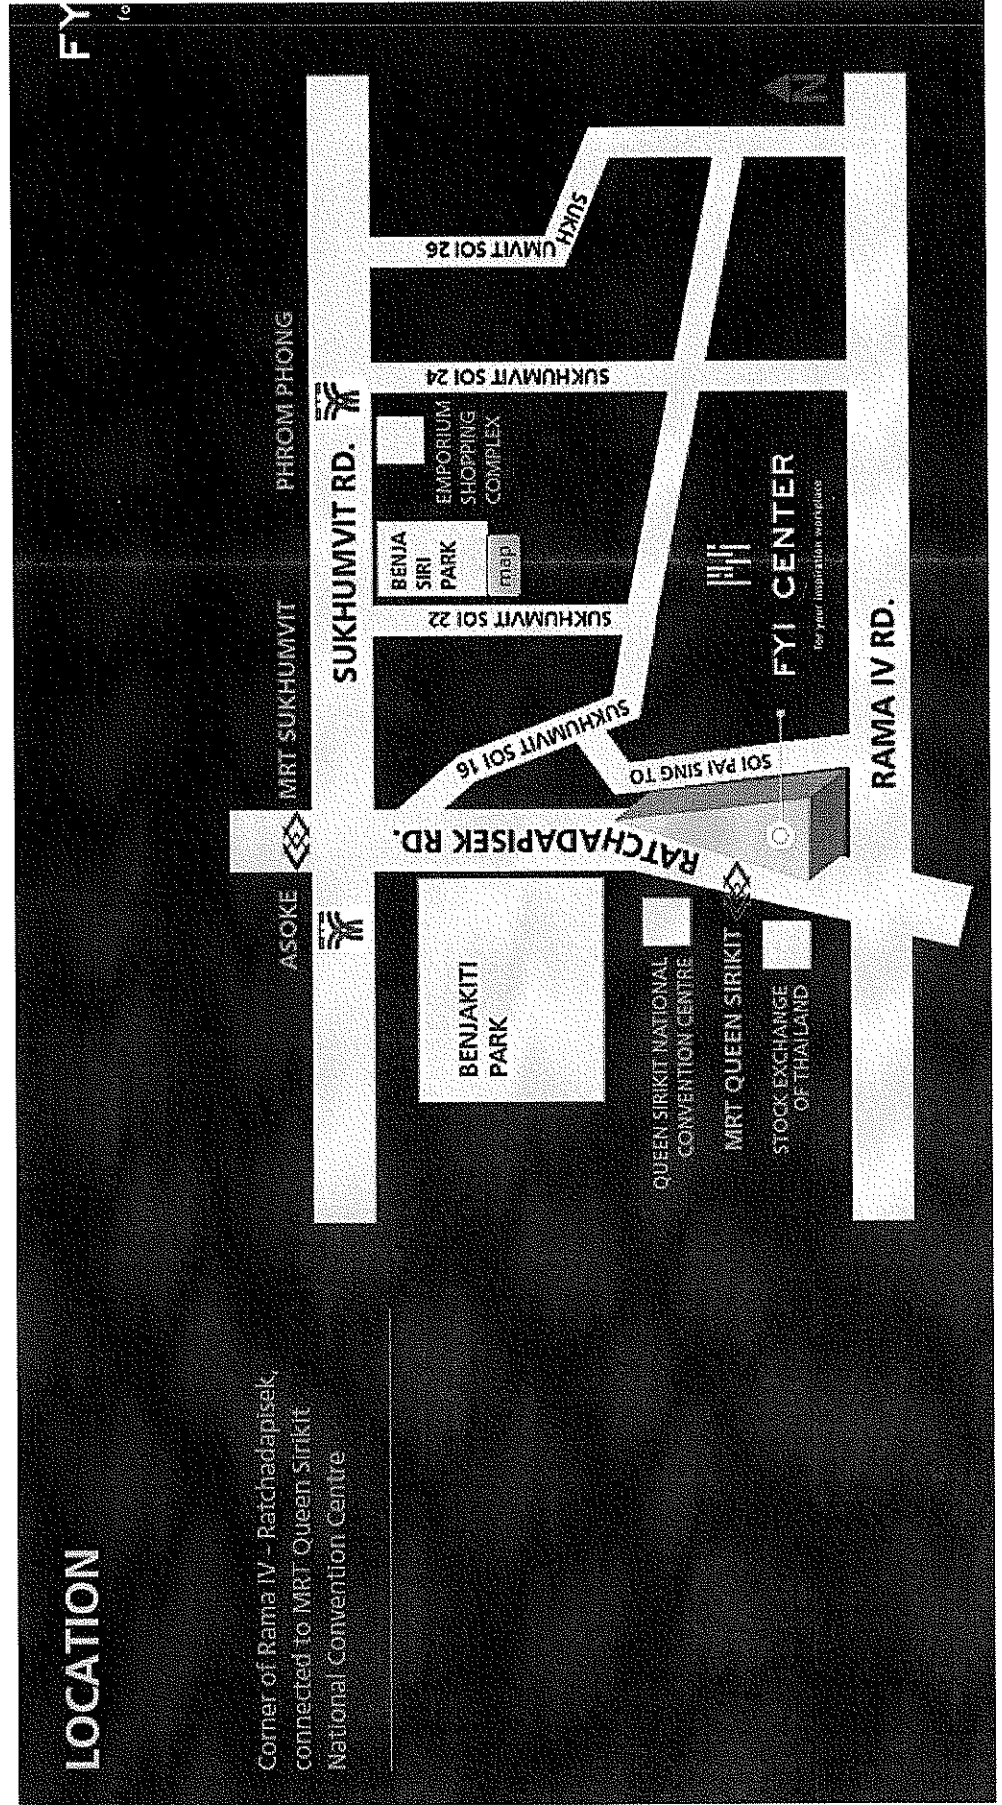 LOCATION
Corner of Rama IV – Ratchadapisek,
connected to MRT Queen Sirikit
National Convention Centre
FY
(o
ASOKE
MRT SUKHUMVIT
PHROM PHONG
SUKHUMVIT RD.
BENJAKITI
PARK
RATCHADAPISEK RD.
SUKHUMVIT SOI 16
SUKHUMVIT SOI 22
BENJA
SIRI
PARK
map
EMPORIUM
SHOPPING
COMPLEX
SUKHUMVIT SOI 24
SUKH
UMVIT SOI 26
QUEEN SIRIKIT NATIONAL
CONVENTION CENTRE
MRT QUEEN SIRIKIT
STOCK EXCHANGE
OF THAILAND
SOI PAI SING TO
FYI CENTER
for your inspiration workplace
RAMA IV RD.
N